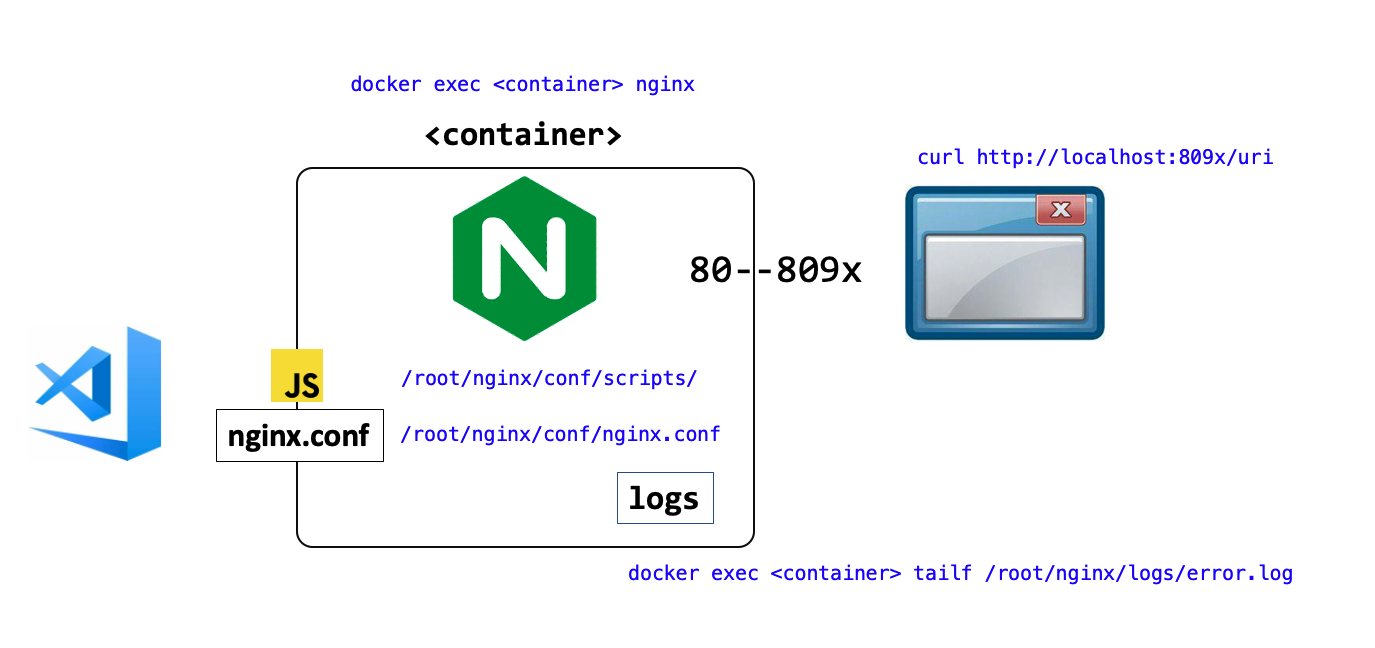 docker exec <container> nginx
<container>
curl http://localhost:809x/uri
N
X
80--809x
JS
/root/nginx/conf/scripts/
nginx.conf
/root/nginx/conf/nginx.conf
logs
docker exec <container> tailf /root/nginx/logs/error.log